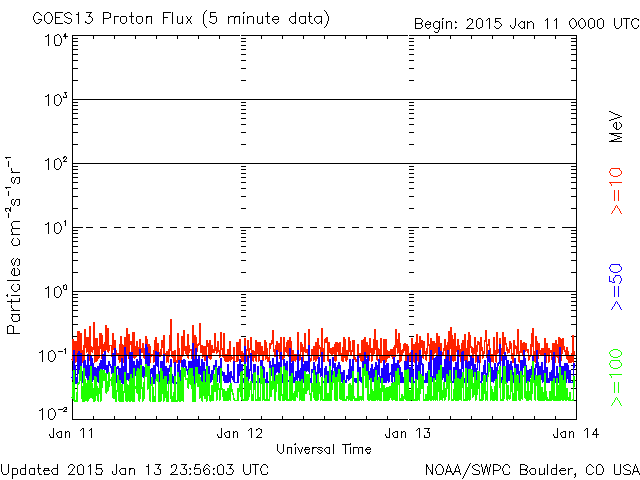 GOES13 Proton Flux (5 minute data)
Begin: 2015 Jan 11 0000 UTC
10⁴
10³
10²
10¹
10⁰
10⁻¹
10⁻²
Particles cm⁻²s⁻¹sr⁻¹
MeV
>=10
>=50
>=100
Jan 11
Jan 12
Jan 13
Jan 14
Universal Time
Updated 2015 Jan 13 23:56:03 UTC
NOAA/SWPC Boulder, CO USA